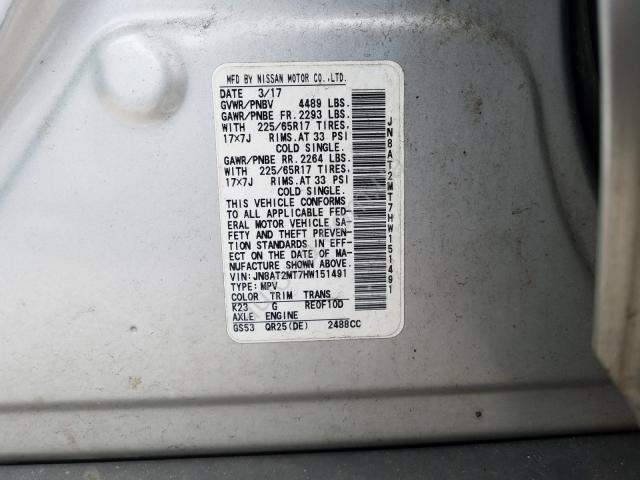 MFD BY NISSAN MOTOR CO.,LTD.
DATE 3/17
GVWR/PNBV 4489 LBS.
GAWR/PNBE FR. 2293 LBS.
WITH 225/65R17 TIRES,
17×7J RIMS.AT 33 PSI
COLD SINGLE.
GAWR/PNBE RR. 2264 LBS.
WITH 225/65R17 TIRES,
17×7J RIMS.AT 33 PSI
COLD SINGLE.
THIS VEHICLE CONFORMS
TO ALL APPLICABLE FED-
ERAL MOTOR VEHICLE SA-
FETY AND THEFT PREVEN-
TION STANDARDS IN EFF-
ECT ON THE DATE OF MA-
NUFACTURE SHOWN ABOVE.
VIN:JN8AT2MT7HW151491
TYPE:MPV
COLOR TRIM TRANS
K23 G RE0F10D
AXLE ENGINE
GS53 QR25(DE) 2488CC
JN8AT2MT7HW151491